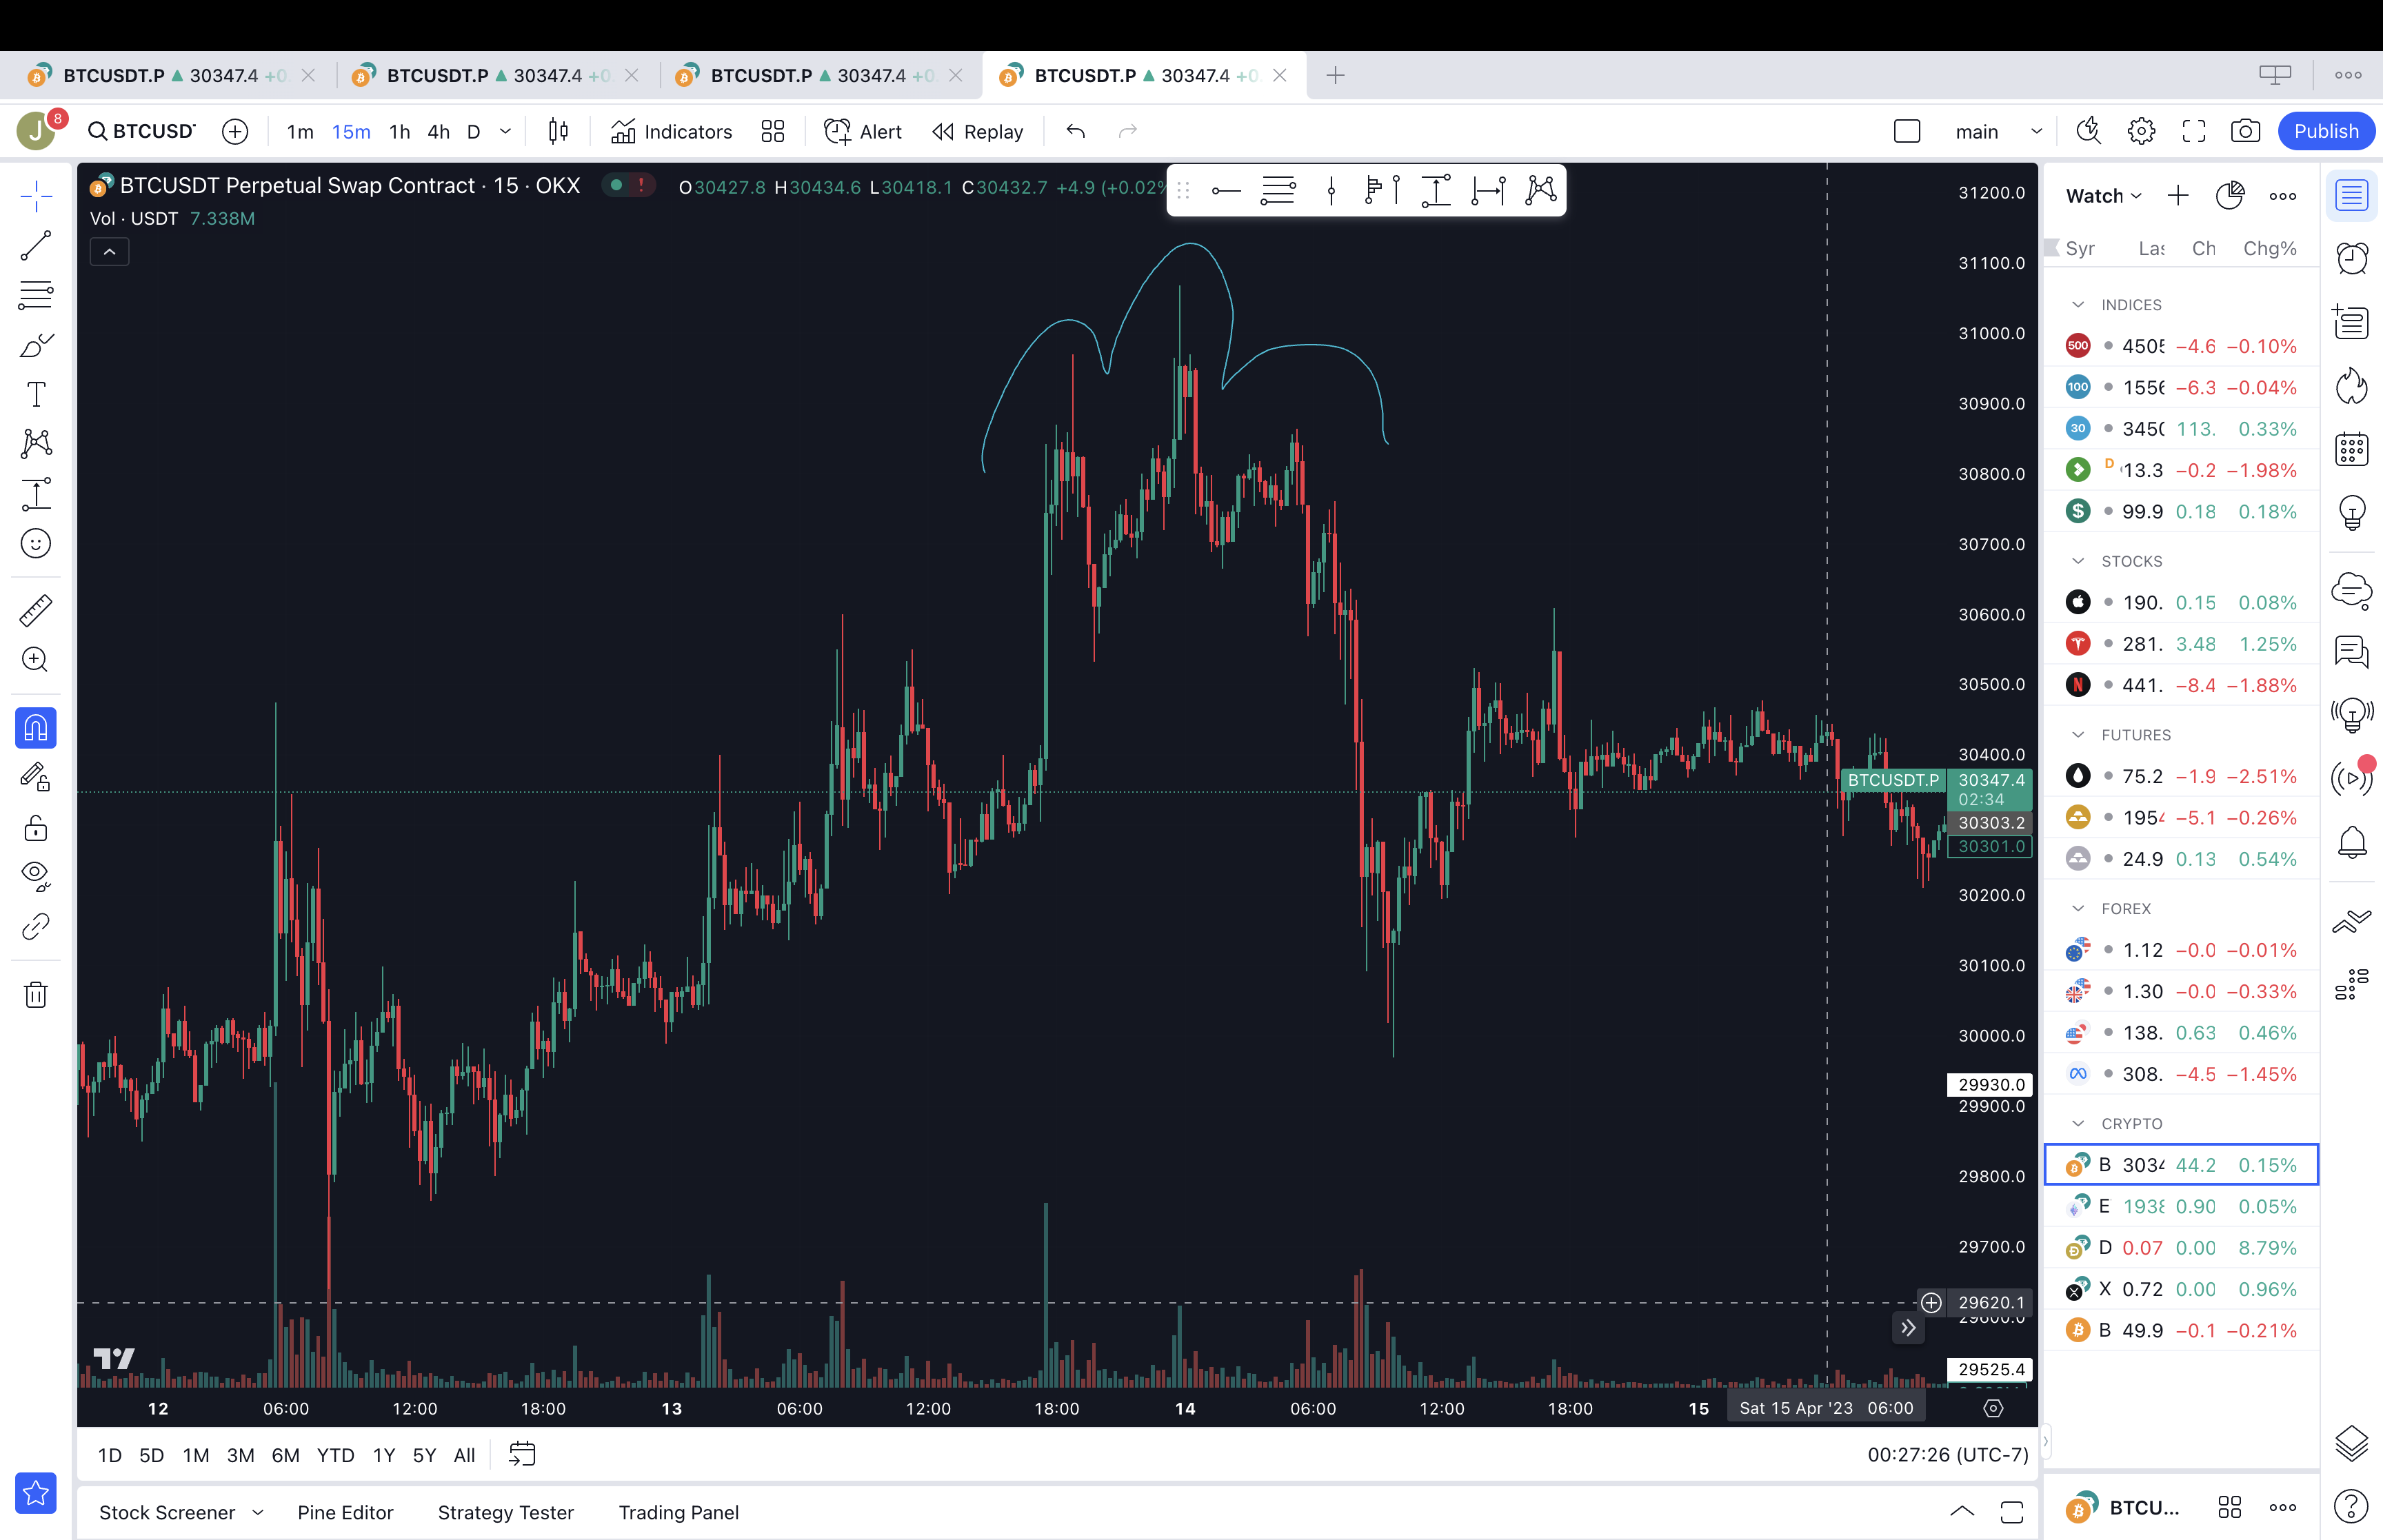 BTCUSDT.P ▲ 30347.4 +0. BTCUSDT.P ▲ 30347.4 +0. BTCUSDT.P ▲ 30347.4 +0. BTCUSDT.P ▲ 30347.4 +0
J 8 BTCUSDT 1m 15m 1h 4h D Indicators Alert Replay main Publish
BTCUSDT Perpetual Swap Contract · 15 · OKX O30427.8 H30434.6 L30418.1 C30432.7 +4.9 (+0.02%
Vol · USDT 7.338M
31200.0
31100.0
31000.0
30900.0
30800.0
30700.0
30600.0
30500.0
30400.0
BTCUSDT.P 30347.4
02:34
30303.2
30301.0
30200.0
30100.0
30000.0
29930.0
29900.0
29800.0
29700.0
29620.1
29600.0
29525.4
12 06:00 12:00 18:00 13 06:00 12:00 18:00 14 06:00 12:00 18:00 15 Sat 15 Apr '23 06:00
1D 5D 1M 3M 6M YTD 1Y 5Y All 00:27:26 (UTC-7)
Stock Screener Pine Editor Strategy Tester Trading Panel
Watch
Syr Las Ch Chg%
INDICES
500 4505 −4.6 −0.10%
100 1556 −6.3 −0.04%
30 3450 113. 0.33%
D 13.3 −0.2 −1.98%
$ 99.9 0.18 0.18%
STOCKS
190. 0.15 0.08%
281. 3.48 1.25%
N 441. −8.4 −1.88%
FUTURES
75.2 −1.9 −2.51%
1954 −5.1 −0.26%
24.9 0.13 0.54%
FOREX
1.12 −0.0 −0.01%
1.30 −0.0 −0.33%
138. 0.63 0.46%
308. −4.5 −1.45%
CRYPTO
B 3034 44.2 0.15%
E 1938 0.90 0.05%
D 0.07 0.00 8.79%
X 0.72 0.00 0.96%
B 49.9 −0.1 −0.21%
BTCU...